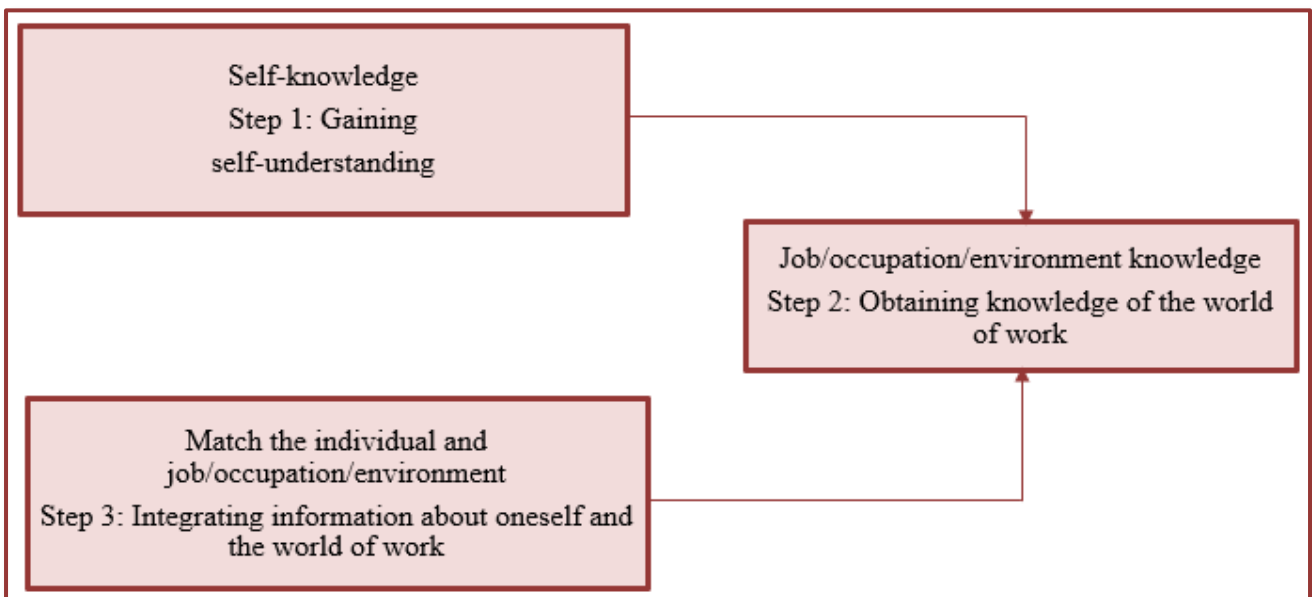 Self-knowledge
Step 1: Gaining
self-understanding
Job/occupation/environment knowledge
Step 2: Obtaining knowledge of the world
of work
Match the individual and
job/occupation/environment
Step 3: Integrating information about oneself and
the world of work